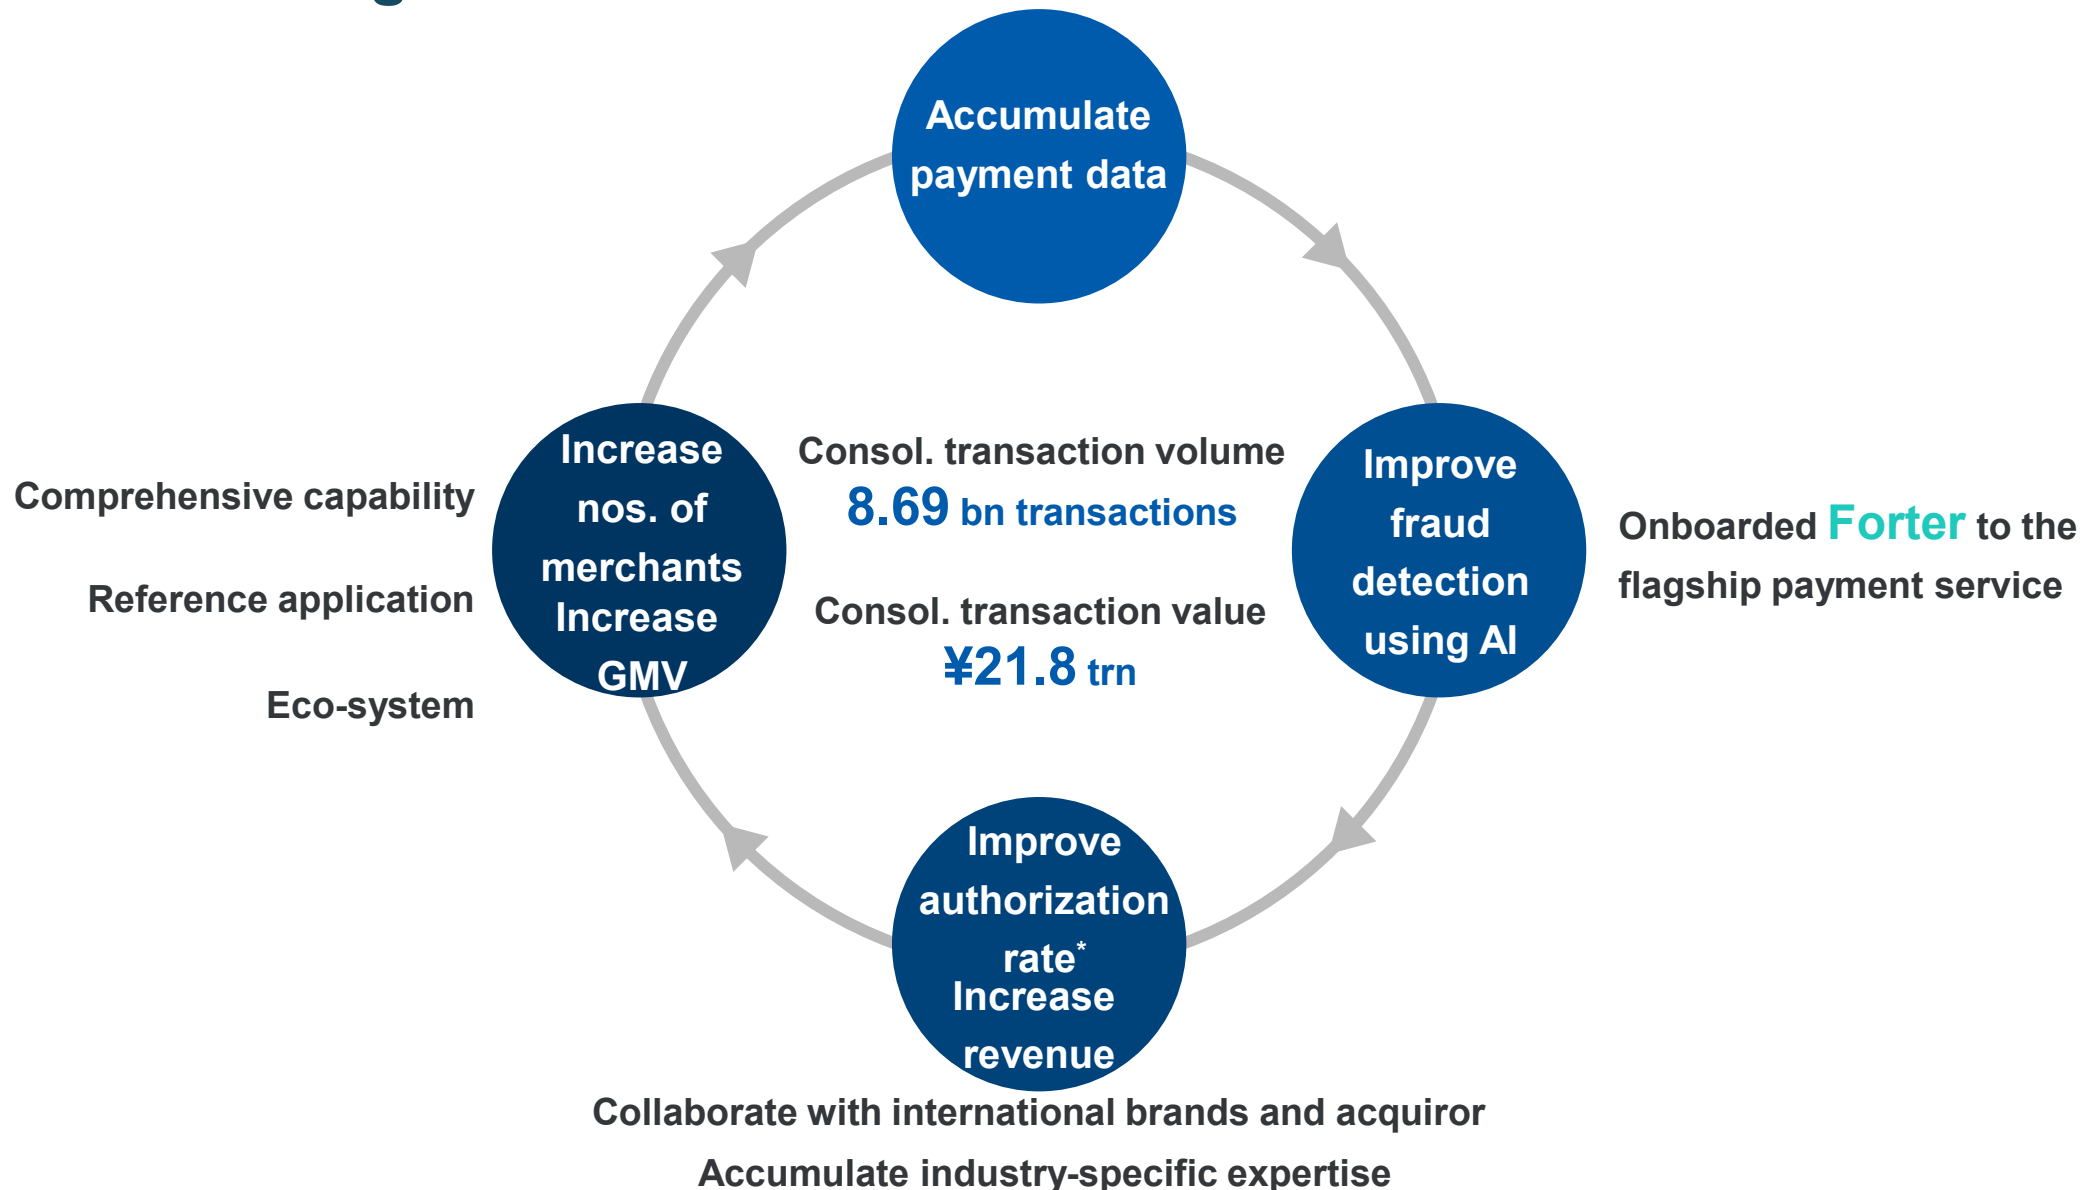 Accumulate
payment data
Increase
nos. of
merchants
Increase
GMV
Consol. transaction volume
8.69 bn transactions
Consol. transaction value
¥21.8 trn
Improve
fraud
detection
using AI
Comprehensive capability
Reference application
Eco-system
Onboarded Forter to the
flagship payment service
Improve
authorization
rate*
Increase
revenue
Collaborate with international brands and acquiror
Accumulate industry-specific expertise